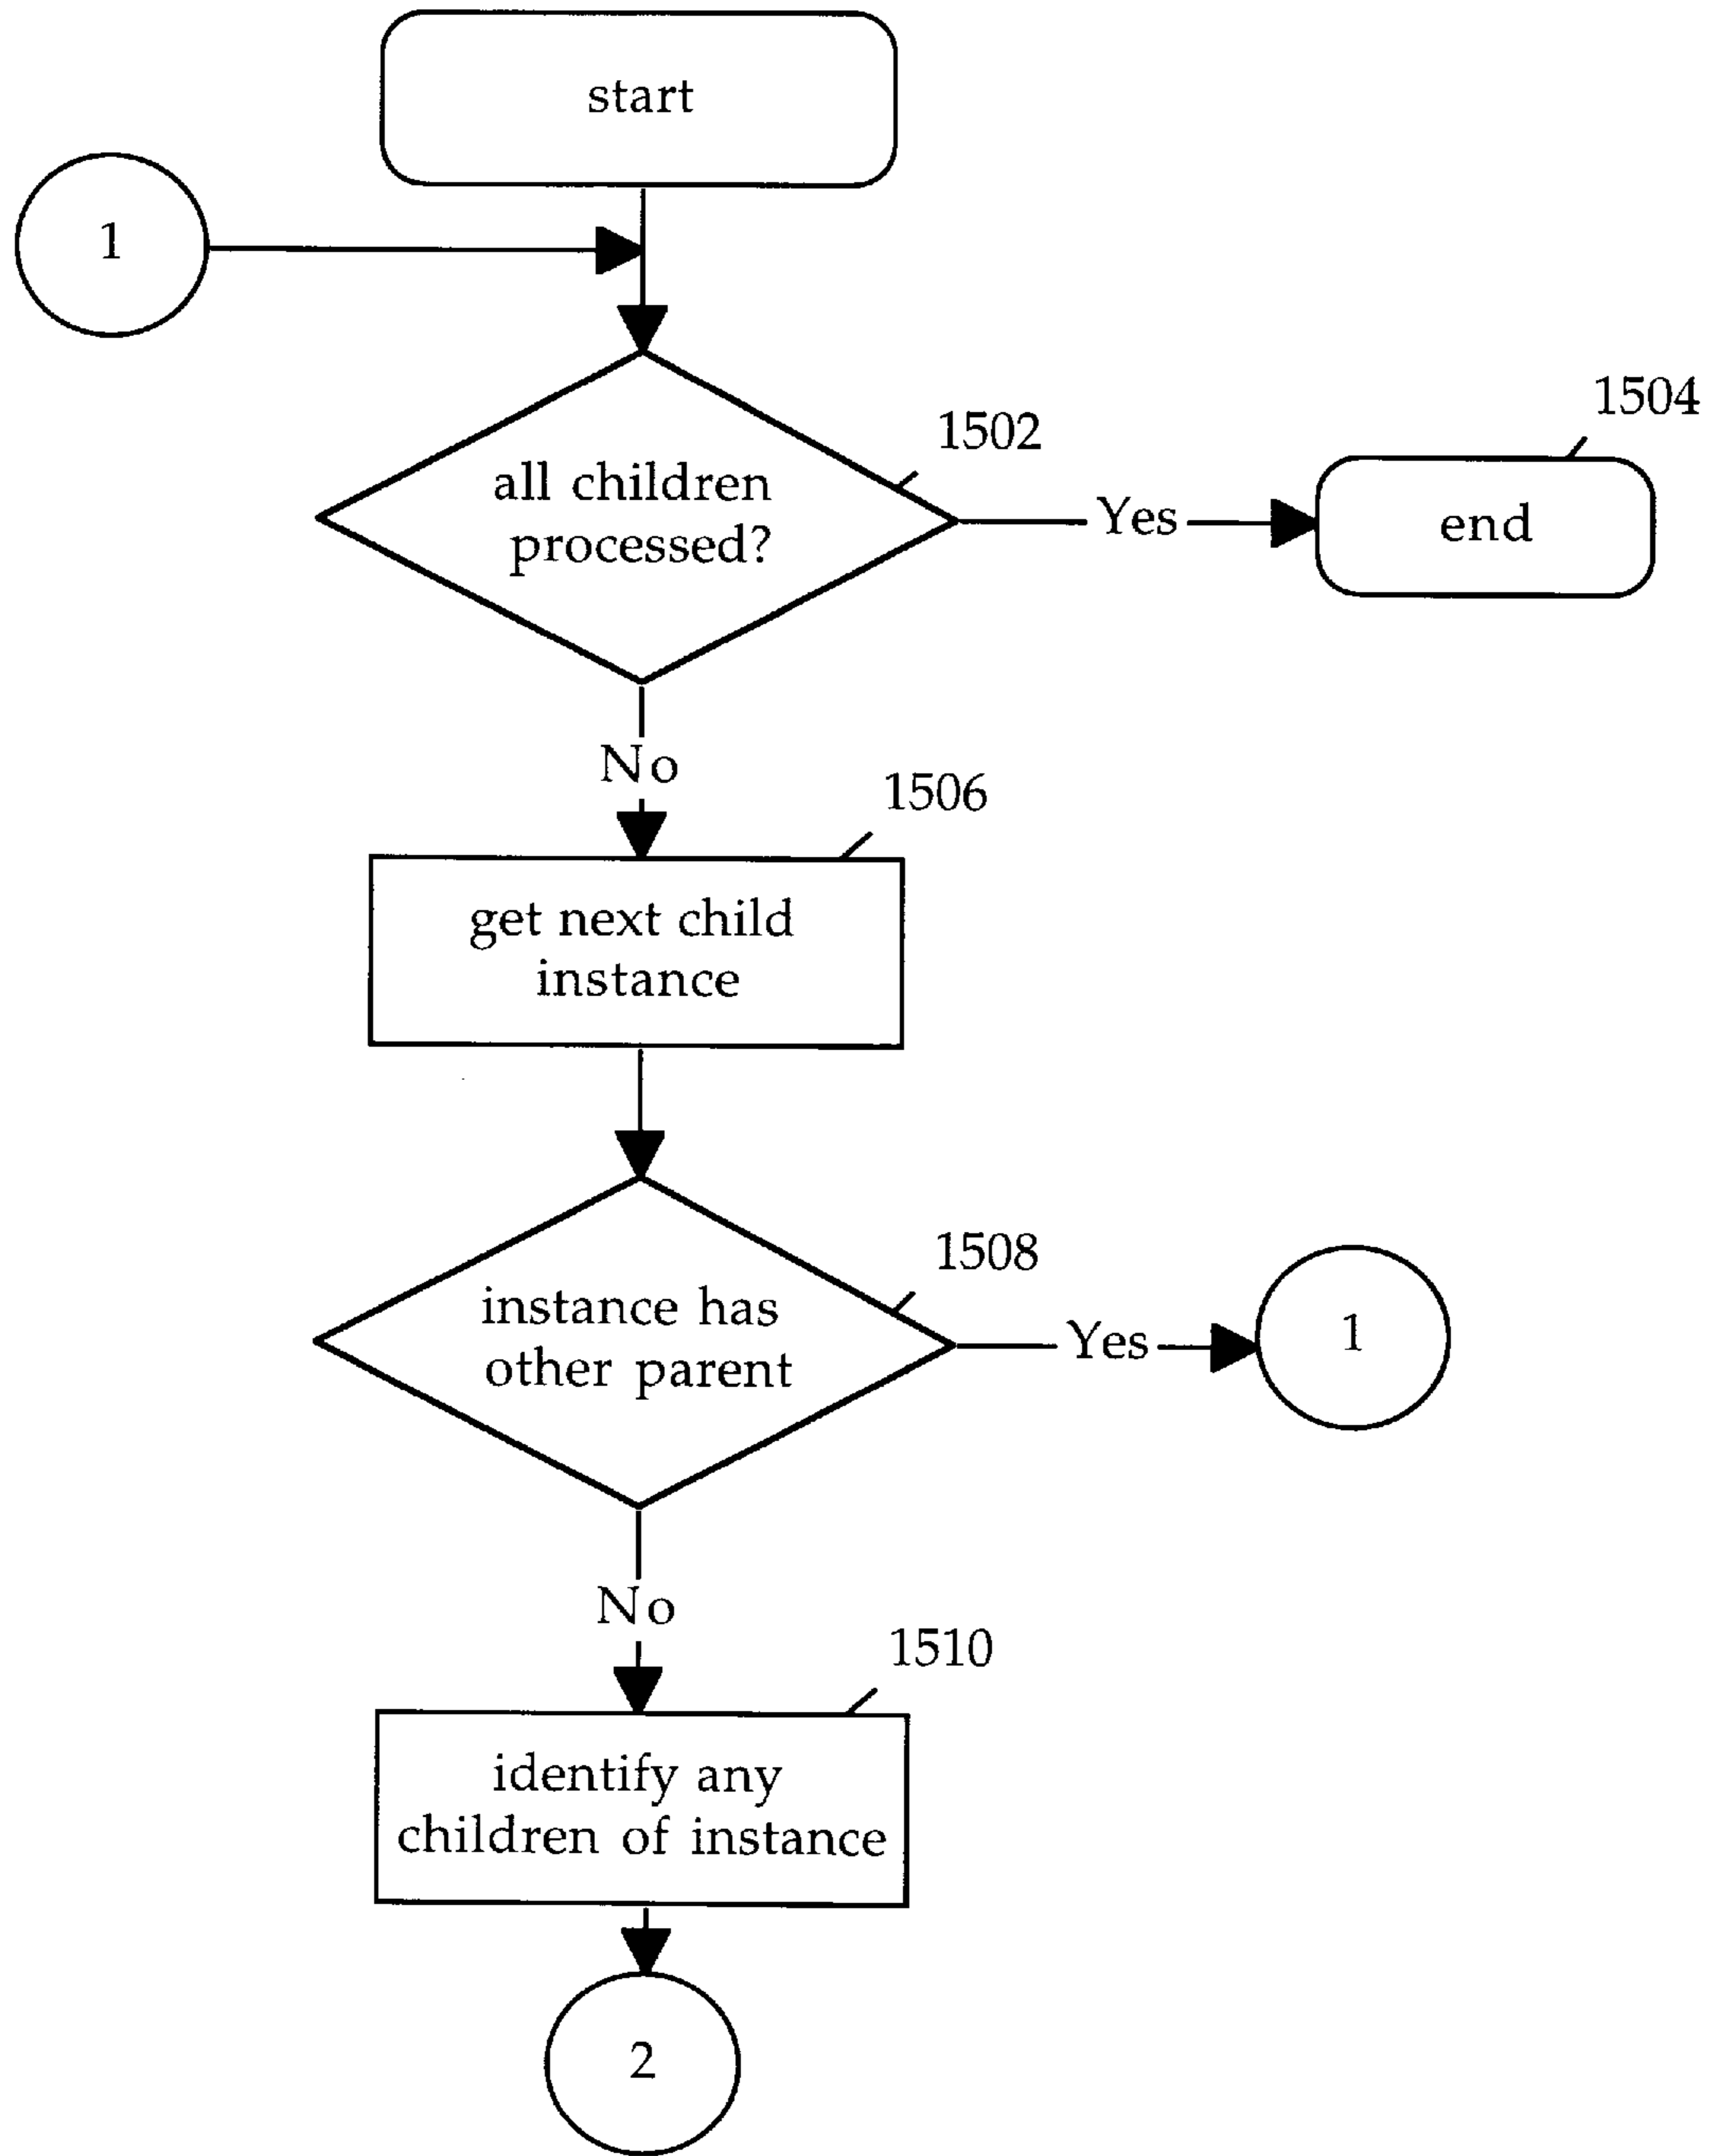 start
1
1502
1504
all children
processed?
Yes
end
No
1506
get next child
instance
1508
instance has
other parent
Yes
1
No
1510
identify any
children of instance
2